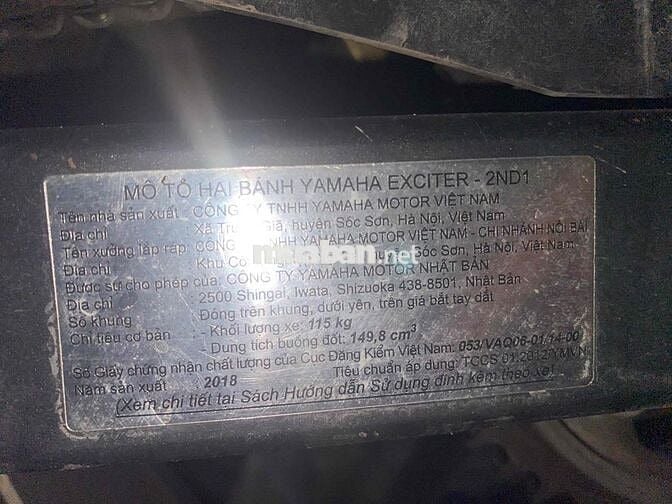 MÔ TÔ HAI BÁNH YAMAHA EXCITER - 2ND1
Tên nhà sản xuất : CÔNG TY TNHH YAMAHA MOTOR VIỆT NAM
Địa chỉ : Xã Trung Giã, huyện Sóc Sơn, Hà Nội, Việt Nam
Tên xưởng lắp ráp: CÔNG TNHH YAMAHA MOTOR VIỆT NAM - CHI NHÁNH NỘI BÀI
Địa chỉ : Khu Cô Sóc Sơn, Hà Nội, Việt Nam
muaban.net
Được sự cho phép của: CÔNG TY YAMAHA MOTOR NHẬT BẢN
Địa chỉ : 2500 Shingai, Iwata, Shizuoka 438-8501, Nhật Bản
Số khung : Đóng trên khung, dưới yên, trên giá bắt tay dắt
Chỉ tiêu cơ bản : - Khối lượng xe: 115 kg
- Dung tích buồng đốt: 149,8 cm³
Số Giấy chứng nhận chất lượng của Cục Đăng Kiểm Việt Nam: 053/VAQ06-01/14-00
Năm sản xuất : 2018 Tiêu chuẩn áp dụng: TCCS 01:2012/YMVN
(Xem chi tiết tại Sách Hướng dẫn Sử dụng đính kèm theo xe)